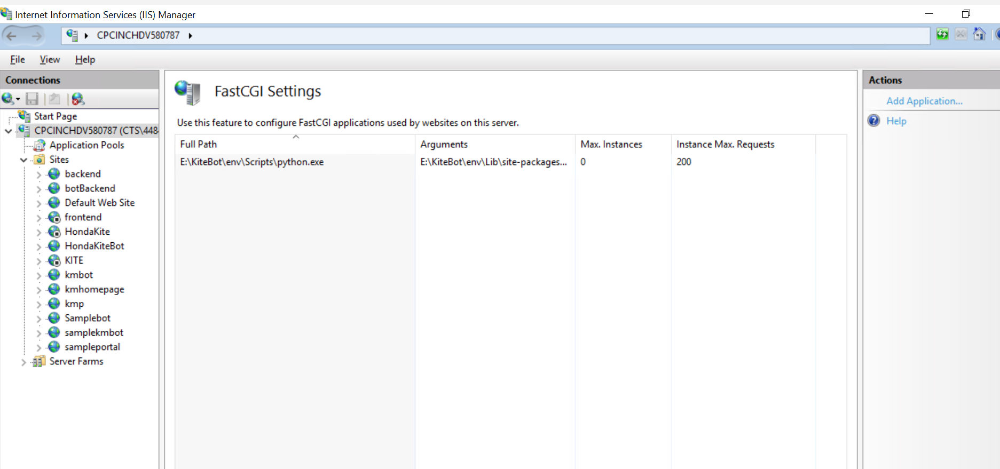 Internet Information Services (IIS) Manager
CPCINCHDV580787
File View Help
Connections
Start Page
CPCINCHDV580787 (CTS\448
Application Pools
Sites
backend
botBackend
Default Web Site
frontend
HondaKite
HondaKiteBot
KITE
kmbot
kmhomepage
kmp
Samplebot
samplekmbot
sampleportal
Server Farms
FastCGI Settings
Use this feature to configure FastCGI applications used by websites on this server.
Full Path Arguments Max. Instances Instance Max. Requests
E:\KiteBot\env\Scripts\python.exe E:\KiteBot\env\Lib\site-packages... 0 200
Actions
Add Application...
Help